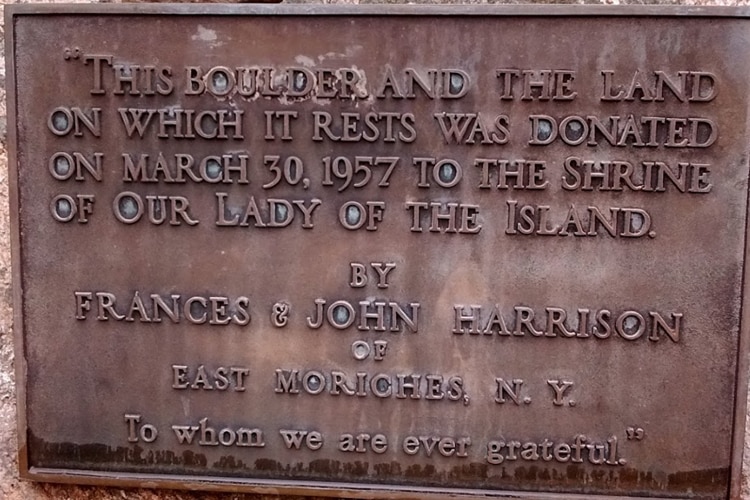 "This boulder and the land
on which it rests was donated
on March 30, 1957 to the Shrine
of Our Lady of the Island.
by
Frances & John Harrison
of
East Moriches, N. Y.
To whom we are ever grateful."